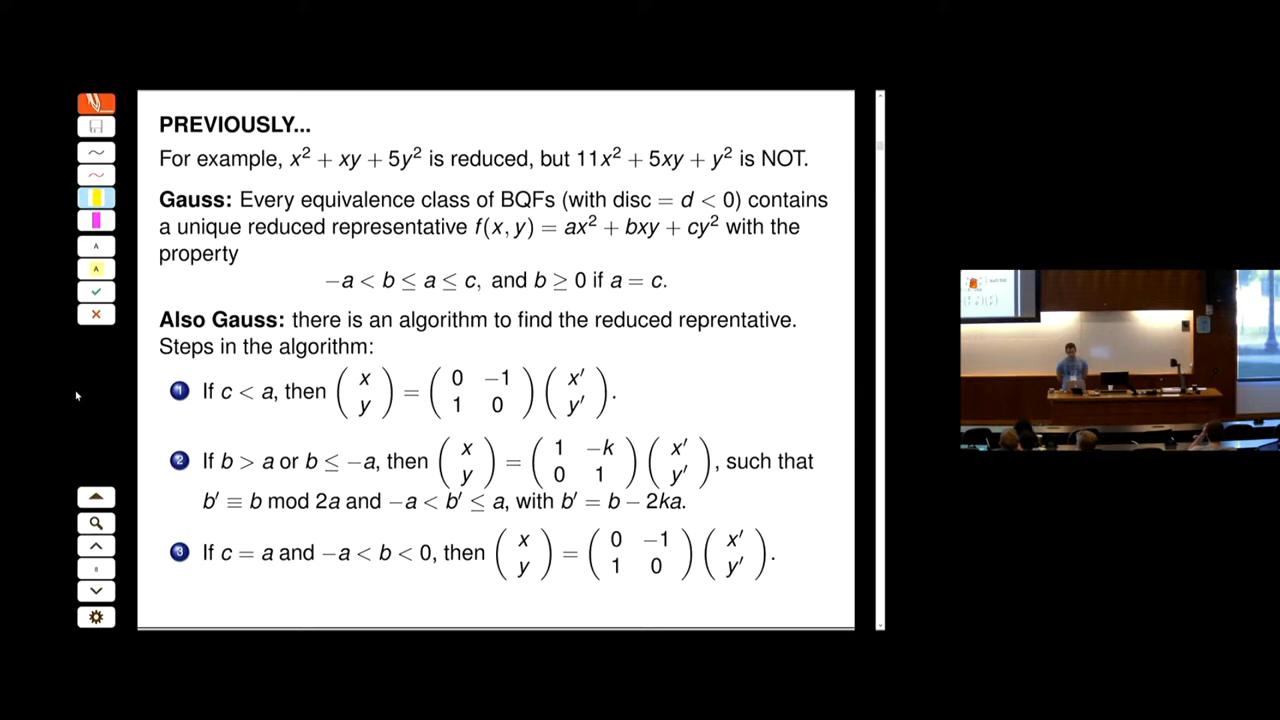 PREVIOUSLY...
For example, x² + xy + 5y² is reduced, but 11x² + 5xy + y² is NOT.
Gauss: Every equivalence class of BQFs (with disc = d < 0) contains
a unique reduced representative f(x, y) = ax² + bxy + cy² with the
property
−a < b ≤ a ≤ c, and b ≥ 0 if a = c.
Also Gauss: there is an algorithm to find the reduced reprentative.
Steps in the algorithm:
1 If c < a, then ( x y ) = ( 0 −1 1 0 ) ( x′ y′ ).
2 If b > a or b ≤ −a, then ( x y ) = ( 1 −k 0 1 ) ( x′ y′ ), such that
b′ ≡ b mod 2a and −a < b′ ≤ a, with b′ = b − 2ka.
3 If c = a and −a < b < 0, then ( x y ) = ( 0 −1 1 0 ) ( x′ y′ ).